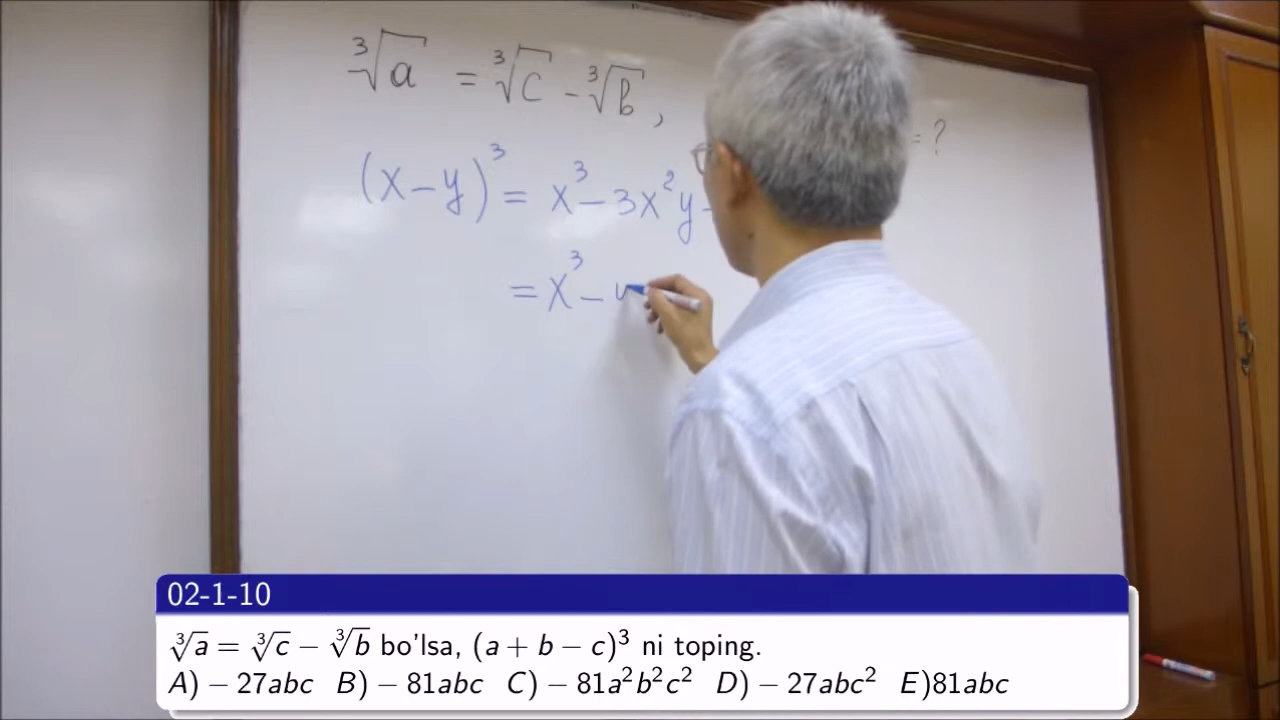 ∛a = ∛c - ∛b, = ?
(x-y)³ = x³ - 3x²y -
= x³ -
02-1-10
∛a = ∛c − ∛b bo'lsa, (a + b − c)³ ni toping.
A) − 27abc B) − 81abc C) − 81a²b²c² D) − 27abc² E)81abc